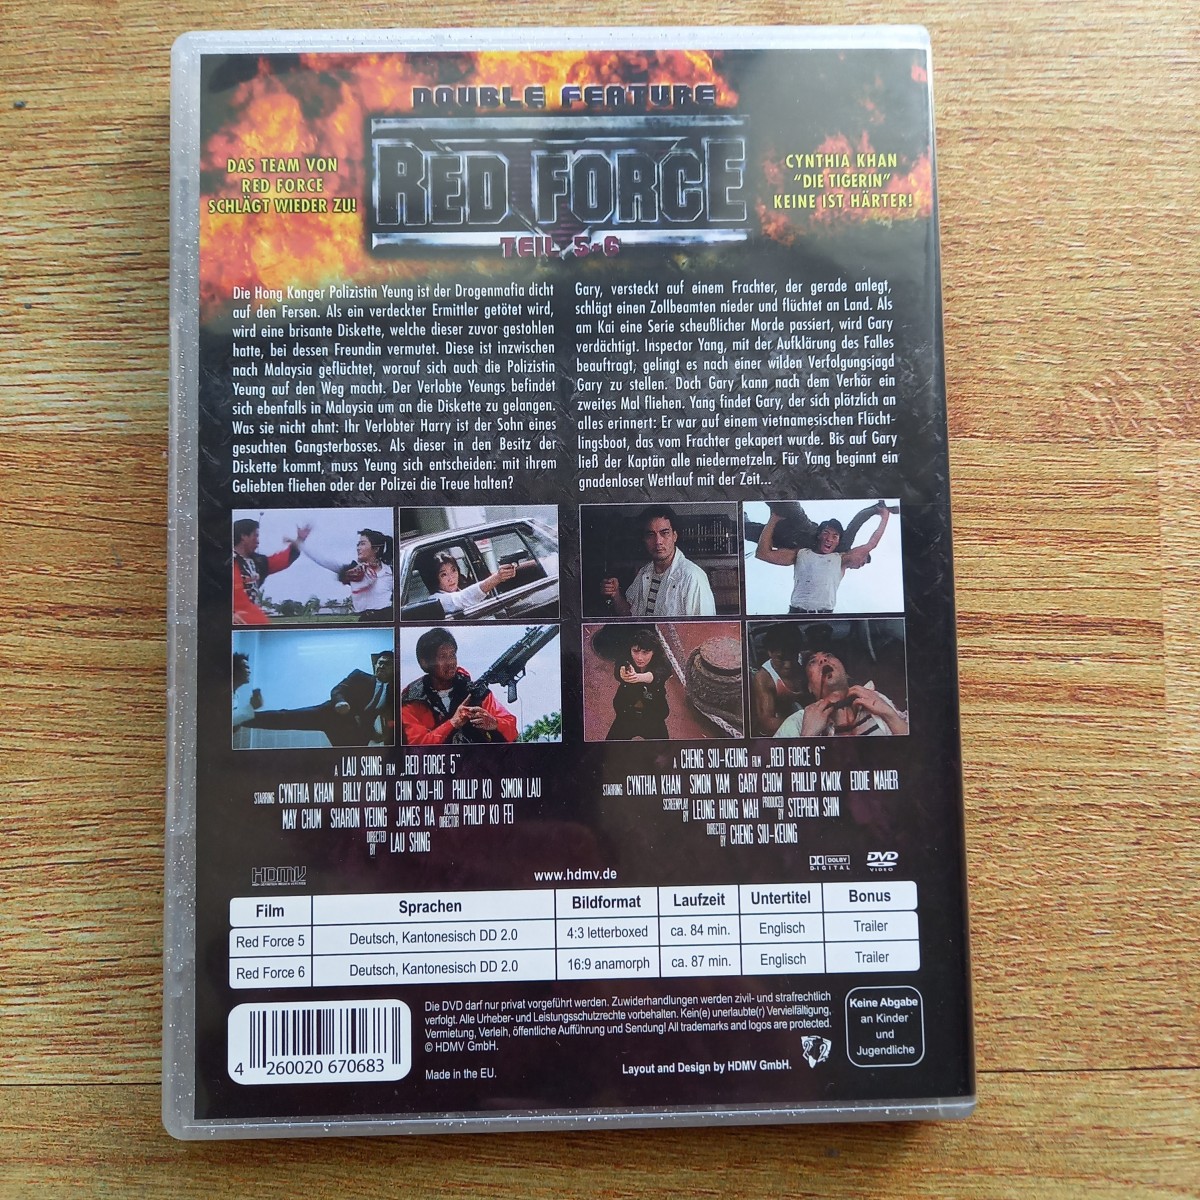 DOUBLE FEATURE
RED FORCE
TEIL 5+6
DAS TEAM VON
RED FORCE
SCHLÄGT WIEDER ZU!
CYNTHIA KHAN
"DIE TIGERIN"
KEINE IST HÄRTER!
Die Hong Konger Polizistin Yeung ist der Drogenmafia dicht
auf den Fersen. Als ein verdeckter Ermittler getötet wird,
wird eine brisante Diskette, welche dieser zuvor gestohlen
hatte, bei dessen Freundin vermutet. Diese ist inzwischen
nach Malaysia geflüchtet, worauf sich auch die Polizistin
Yeung auf den Weg macht. Der Verlobte Yeungs befindet
sich ebenfalls in Malaysia um an die Diskette zu gelangen.
Was sie nicht ahnt: Ihr Verlobter Harry ist der Sohn eines
gesuchten Gangsterbosses. Als dieser in den Besitz der
Diskette kommt, muss Yeung sich entscheiden: mit ihrem
Geliebten fliehen oder der Polizei die Treue halten?
Gary, versteckt auf einem Frachter, der gerade anlegt,
schlägt einen Zollbeamten nieder und flüchtet an Land. Als
am Kai eine Serie scheußlicher Morde passiert, wird Gary
verdächtigt. Inspector Yang, mit der Aufklärung des Falles
beauftragt, gelingt es nach einer wilden Verfolgungsjagd
Gary zu stellen. Doch Gary kann nach dem Verhör ein
zweites Mal fliehen. Yang findet Gary, der sich plötzlich an
alles erinnert: Er war auf einem vietnamesischen Flücht-
lingsboot, das vom Frachter gekapert wurde. Bis auf Gary
ließ der Kaptän alle niedermetzeln. Für Yang beginnt ein
gnadenloser Wettlauf mit der Zeit...
A LAU SHING FILM „RED FORCE 5"
STARRING CYNTHIA KHAN BILLY CHOW CHIN SIU-HO PHILLIP KO SIMON LAU
MAY CHUM SHARON YEUNG JAMES HA ACTION DIRECTOR PHILIP KO FEI
DIRECTED BY LAU SHING
A CHENG SIU-KEUNG FILM „RED FORCE 6"
STARRING CYNTHIA KHAN SIMON YAM GARY CHOW PHILLIP KWOK EDDIE MAHER
SCREENPLAY BY LEUNG HUNG WAH PRODUCED BY STEPHEN SHIN
DIRECTED BY CHENG SIU-KEUNG
HDMV
www.hdmv.de
DOLBY DIGITAL
DVD VIDEO
Film Sprachen Bildformat Laufzeit Untertitel Bonus
Red Force 5 Deutsch, Kantonesisch DD 2.0 4:3 letterboxed ca. 84 min. Englisch Trailer
Red Force 6 Deutsch, Kantonesisch DD 2.0 16:9 anamorph ca. 87 min. Englisch Trailer
4 260020 670683
Die DVD darf nur privat vorgeführt werden. Zuwiderhandlungen werden zivil- und strafrechtlich
verfolgt. Alle Urheber- und Leistungsschutzrechte vorbehalten. Kein(e) unerlaubte(r) Vervielfältigung,
Vermietung, Verleih, öffentliche Aufführung und Sendung! All trademarks and logos are protected.
© HDMV GmbH.
Made in the EU.
Layout and Design by HDMV GmbH.
Keine Abgabe
an Kinder
und
Jugendliche